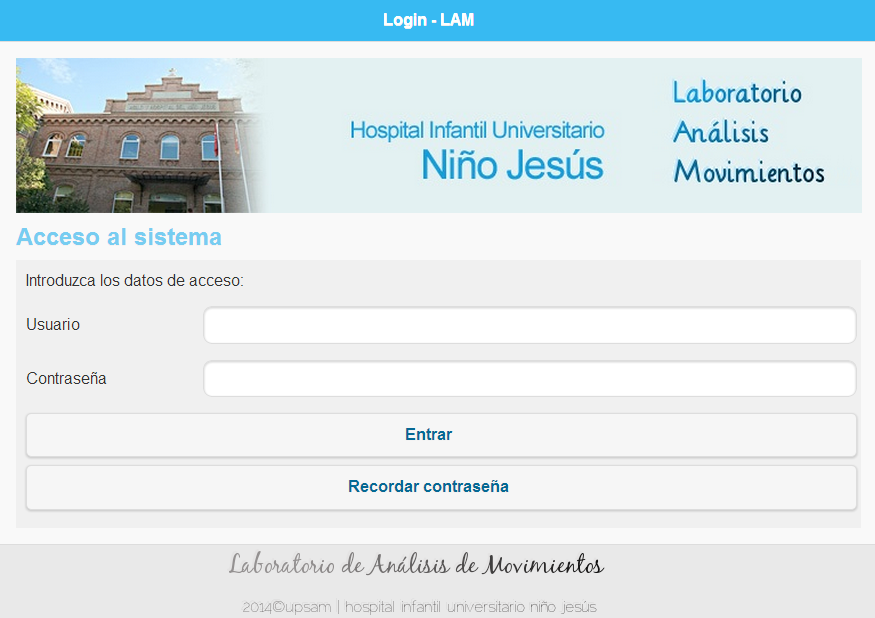 Login - LAM
Hospital Infantil Universitario
Niño Jesús
Laboratorio
Análisis
Movimientos
Acceso al sistema
Introduzca los datos de acceso:
Usuario
Contraseña
Entrar
Recordar contraseña
Laboratorio de Análisis de Movimientos
2014©upsam | hospital infantil universitario niño jesús